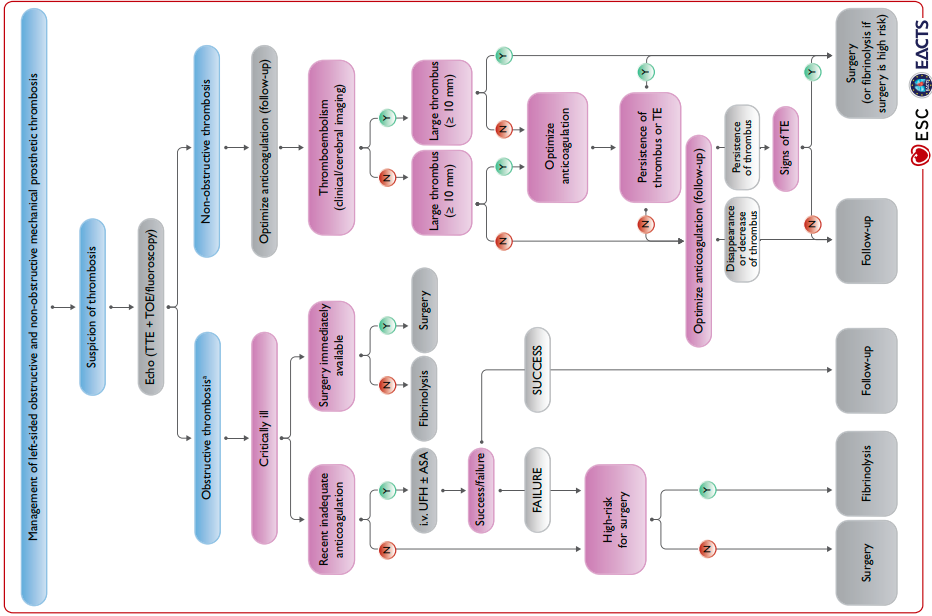 Management of left-sided obstructive and non-obstructive mechanical prosthetic thrombosis
Suspicion of thrombosis
Echo (TTE + TOE/fluoroscopy)
Obstructive thrombosisᵃ
Non-obstructive thrombosis
Critically ill
Optimize anticoagulation (follow-up)
Recent inadequate
anticoagulation
Surgery immediately
available
Thromboembolism
(clinical/cerebral imaging)
N
Y
N
Y
N
Y
i.v. UFH ± ASA
Fibrinolysis
Surgery
Large thrombus
(≥ 10 mm)
Large thrombus
(≥ 10 mm)
N
Y
N
Y
Success/failure
FAILURE
SUCCESS
Optimize
anticoagulation
High-risk
for surgery
Persistence of
thrombus or TE
N
Y
Optimize anticoagulation (follow-up)
N
Y
Disappearance
or decrease
of thrombus
Persistence
of thrombus
Signs of TE
N
Y
Surgery
Fibrinolysis
Follow-up
Follow-up
Surgery
(or fibrinolysis if
surgery is high risk)
ESC
EACTS